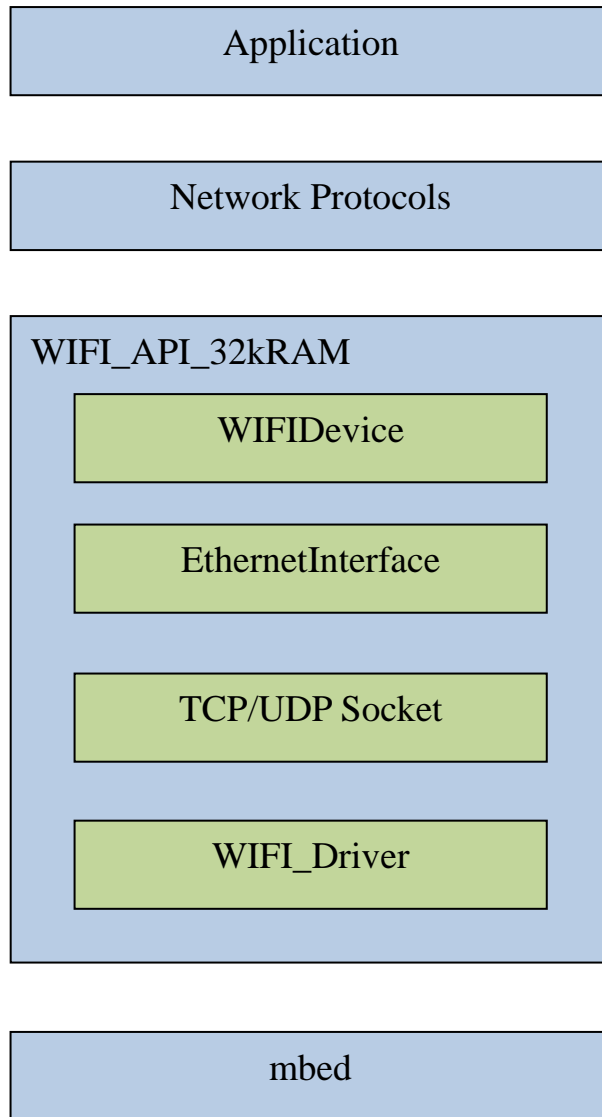 Application
Network Protocols
WIFI_API_32kRAM
WIFIDevice
EthernetInterface
TCP/UDP Socket
WIFI_Driver
mbed